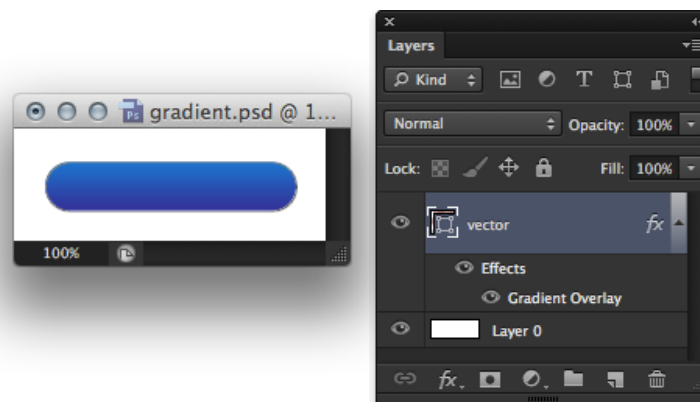 Ps gradient.psd @ 1...
100%
Layers
Kind T
Normal Opacity: 100%
Lock: Fill: 100%
vector fx
Effects
Gradient Overlay
Layer 0
fx